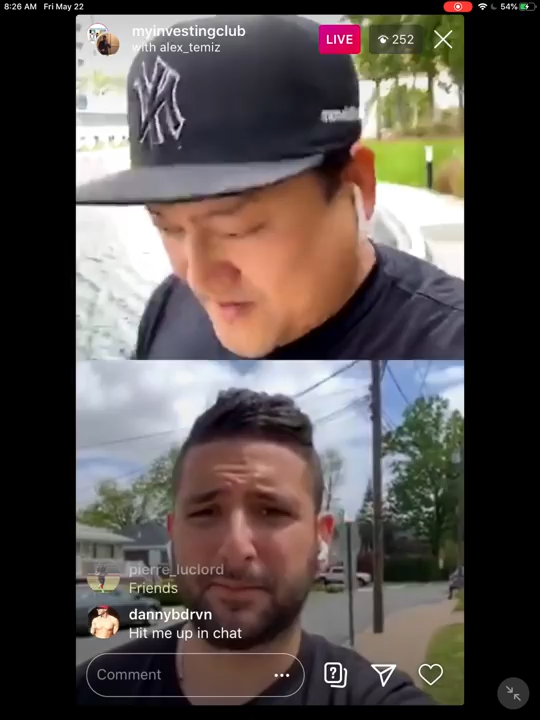 8:26 AM Fri May 22
54%
myinvestingclub
with alex_temiz
LIVE
252
NY
pierre_luclord
Friends
dannybdrvn
Hit me up in chat
Comment